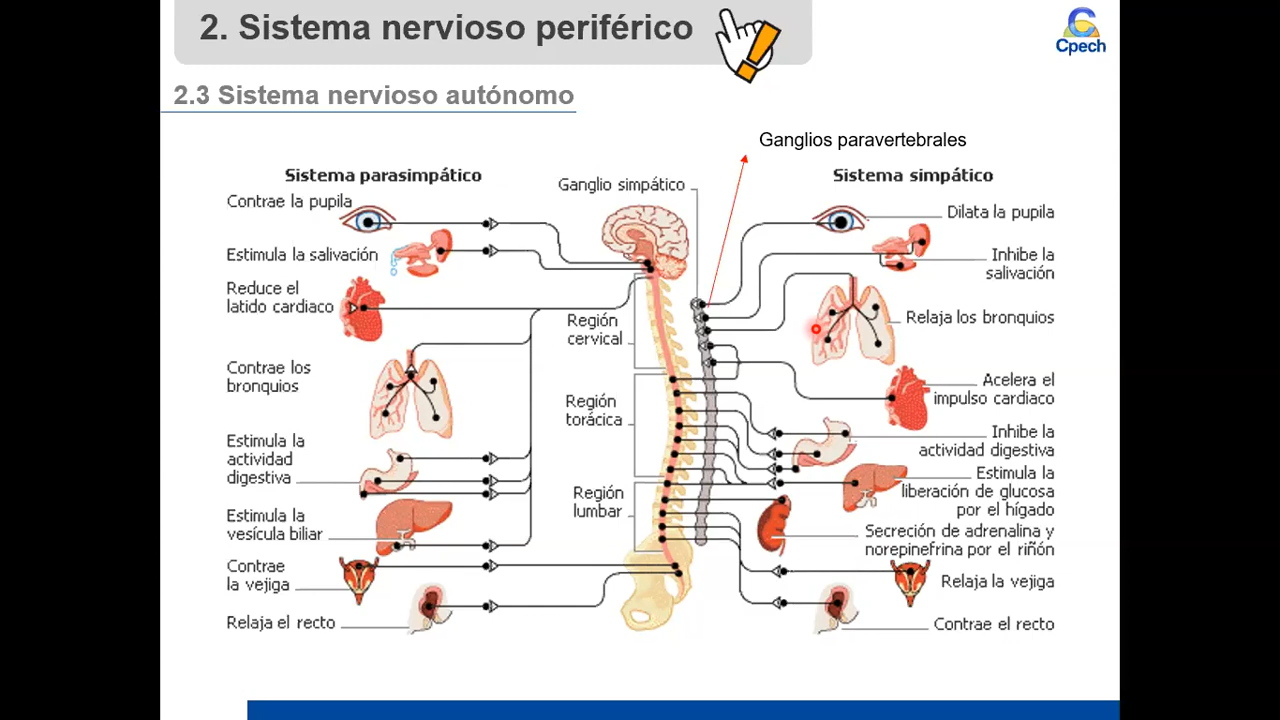 2. Sistema nervioso periférico
Cpech
2.3 Sistema nervioso autónomo
Ganglios paravertebrales
Sistema parasimpático
Contrae la pupila
Estimula la salivación
Reduce el
latido cardiaco
Contrae los
bronquios
Estimula la
actividad
digestiva
Estimula la
vesícula biliar
Contrae
la vejiga
Relaja el recto
Ganglio simpático
Región
cervical
Región
torácica
Región
lumbar
Sistema simpático
Dilata la pupila
Inhibe la
salivación
Relaja los bronquios
Acelera el
impulso cardiaco
Inhibe la
actividad digestiva
Estimula la
liberación de glucosa
por el hígado
Secreción de adrenalina y
norepinefrina por el riñón
Relaja la vejiga
Contrae el recto